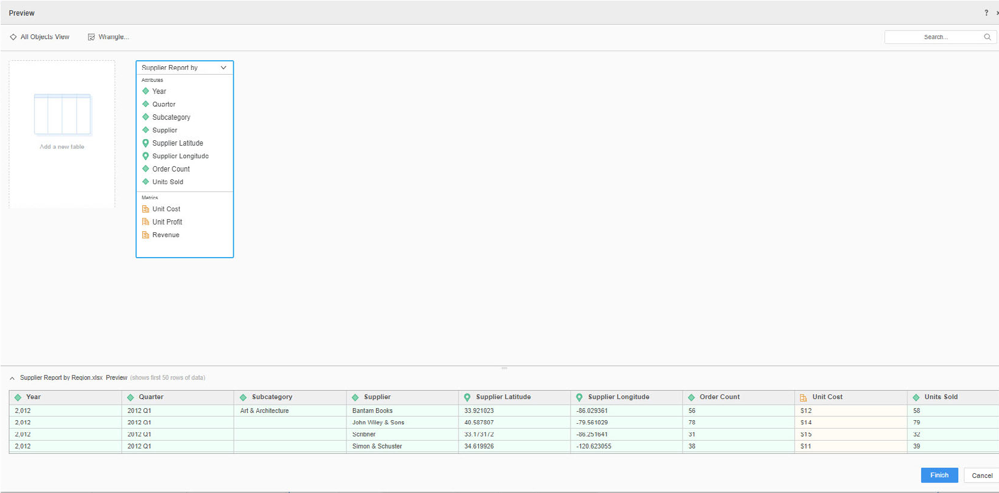 Preview ?
All Objects View Wrangle... Search...
Supplier Report by
Attributes
Year
Quarter
Subcategory
Supplier
Supplier Latitude
Supplier Longitude
Order Count
Units Sold
Metrics
Unit Cost
Unit Profit
Revenue
Add a new table
Supplier Report by Region.xlsx Preview (shows first 50 rows of data)
Year Quarter Subcategory Supplier Supplier Latitude Supplier Longitude Order Count Unit Cost Units Sold
2,012 2012 Q1 Art & Architecture Bantam Books 33.921023 -86.029361 56 $12 58
2,012 2012 Q1 John Wiley & Sons 40.587807 -79.561029 78 $14 79
2,012 2012 Q1 Scribner 33.173172 -86.251641 31 $15 32
2,012 2012 Q1 Simon & Schuster 34.619926 -120.623055 38 $11 39
Finish Cancel